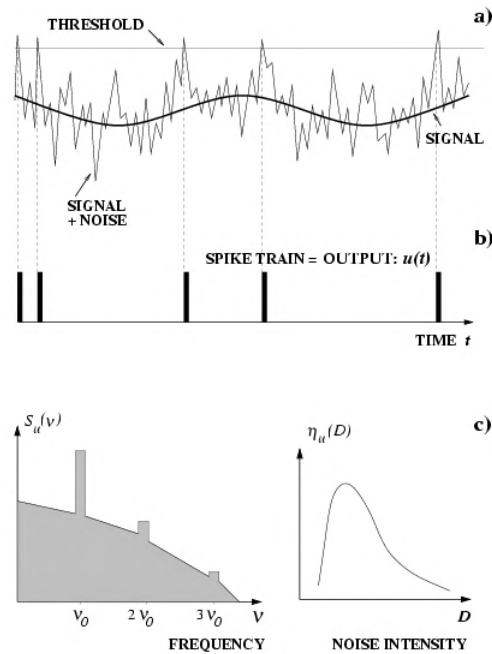 a)
THRESHOLD
SIGNAL
SIGNAL
+ NOISE
b)
SPIKE TRAIN = OUTPUT: u(t)
TIME t
c)
S_u(ν)
η_u(D)
ν_0
2 ν_0
3 ν_0
ν
D
FREQUENCY
NOISE INTENSITY